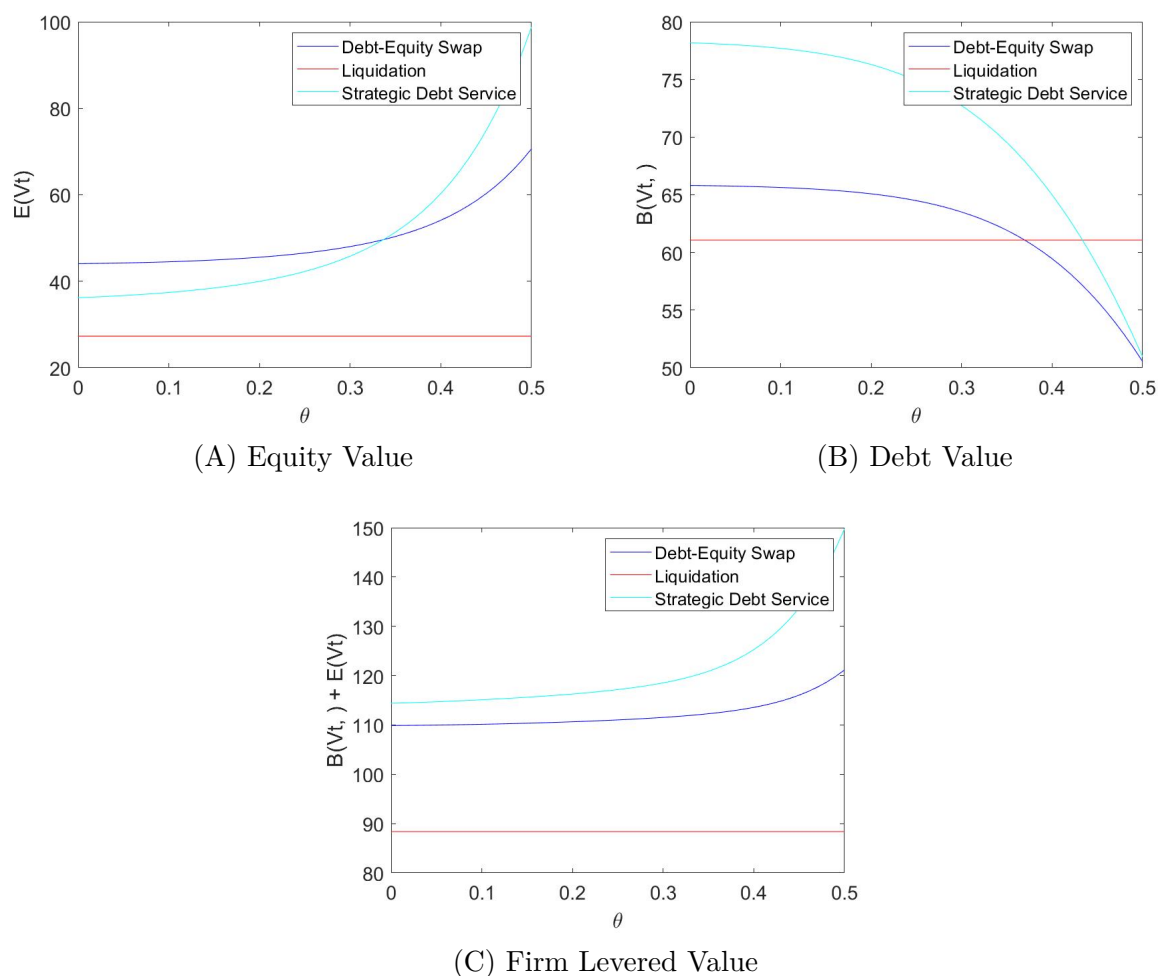 100
80
60
40
20
E(Vt)
Debt-Equity Swap
Liquidation
Strategic Debt Service
0 0.1 0.2 0.3 0.4 0.5
θ
(A) Equity Value
80
75
70
65
60
55
50
B(Vt, )
Debt-Equity Swap
Liquidation
Strategic Debt Service
0 0.1 0.2 0.3 0.4 0.5
θ
(B) Debt Value
150
140
130
120
110
100
90
80
B(Vt, ) + E(Vt)
Debt-Equity Swap
Liquidation
Strategic Debt Service
0 0.1 0.2 0.3 0.4 0.5
θ
(C) Firm Levered Value